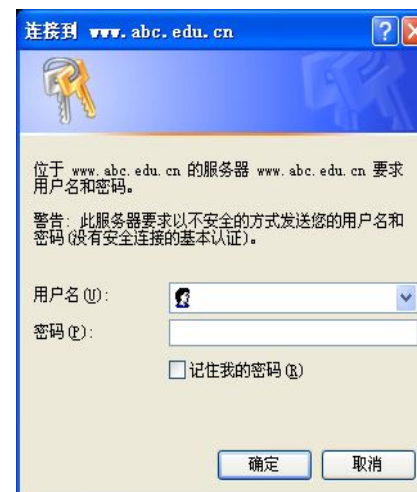 连接到 www.abc.edu.cn
位于 www.abc.edu.cn 的服务器 www.abc.edu.cn 要求
用户名和密码。
警告: 此服务器要求以不安全的方式发送您的用户名和
密码(没有安全连接的基本认证)。
用户名(U):
密码(P):
记住我的密码(R)
确定 取消